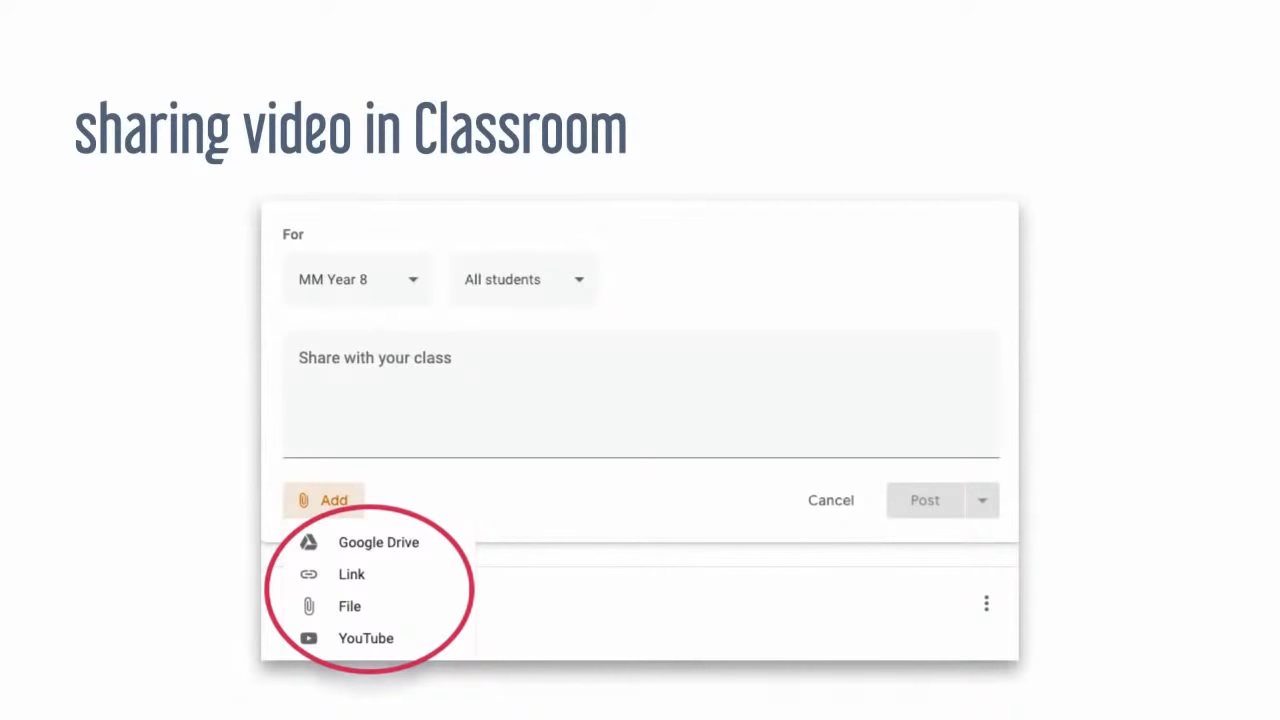 sharing video in Classroom
For
MM Year 8 All students
Share with your class
Add Cancel Post
Google Drive
Link
File
YouTube